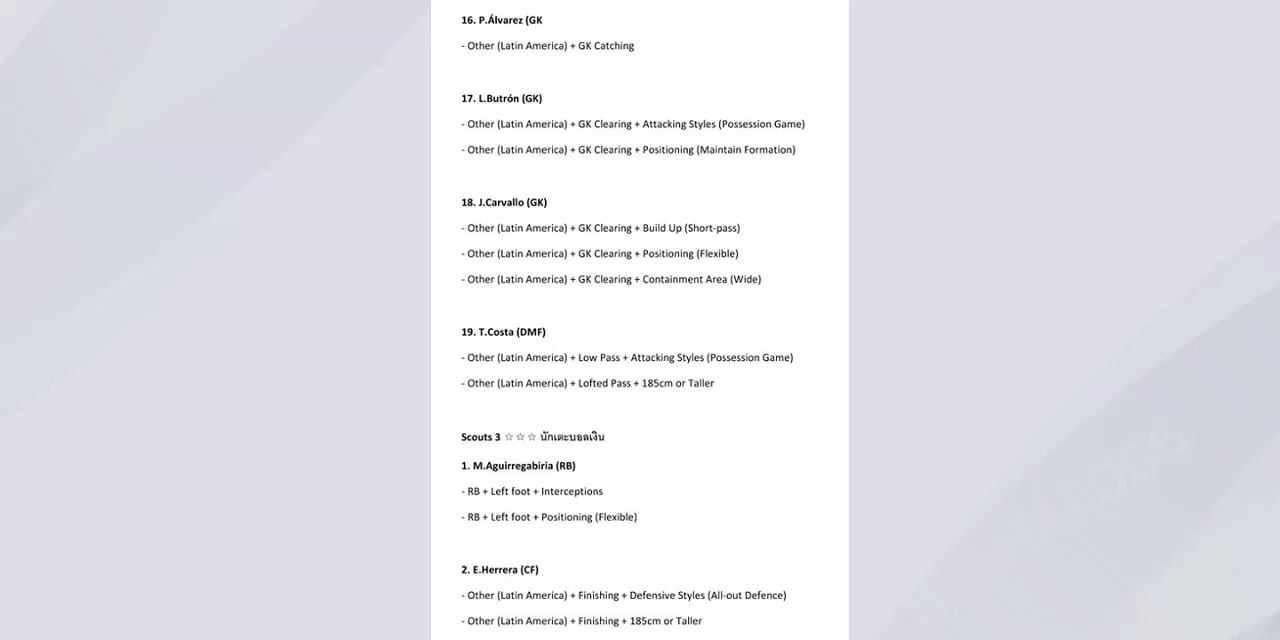 16. P.Álvarez (GK
- Other (Latin America) + GK Catching
17. L.Butrón (GK)
- Other (Latin America) + GK Clearing + Attacking Styles (Possession Game)
- Other (Latin America) + GK Clearing + Positioning (Maintain Formation)
18. J.Carvallo (GK)
- Other (Latin America) + GK Clearing + Build Up (Short-pass)
- Other (Latin America) + GK Clearing + Positioning (Flexible)
- Other (Latin America) + GK Clearing + Containment Area (Wide)
19. T.Costa (DMF)
- Other (Latin America) + Low Pass + Attacking Styles (Possession Game)
- Other (Latin America) + Lofted Pass + 185cm or Taller
Scouts 3 ☆ ☆ ☆ นักเตะบอลเงิน
1. M.Aguirregabiria (RB)
- RB + Left foot + Interceptions
- RB + Left foot + Positioning (Flexible)
2. E.Herrera (CF)
- Other (Latin America) + Finishing + Defensive Styles (All-out Defence)
- Other (Latin America) + Finishing + 185cm or Taller